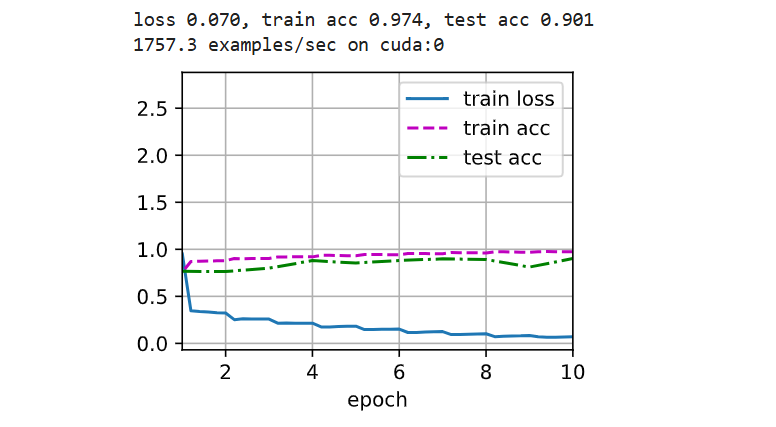 loss 0.070, train acc 0.974, test acc 0.901
1757.3 examples/sec on cuda:0
train loss
train acc
test acc
2.5
2.0
1.5
1.0
0.5
0.0
2 4 6 8 10
epoch